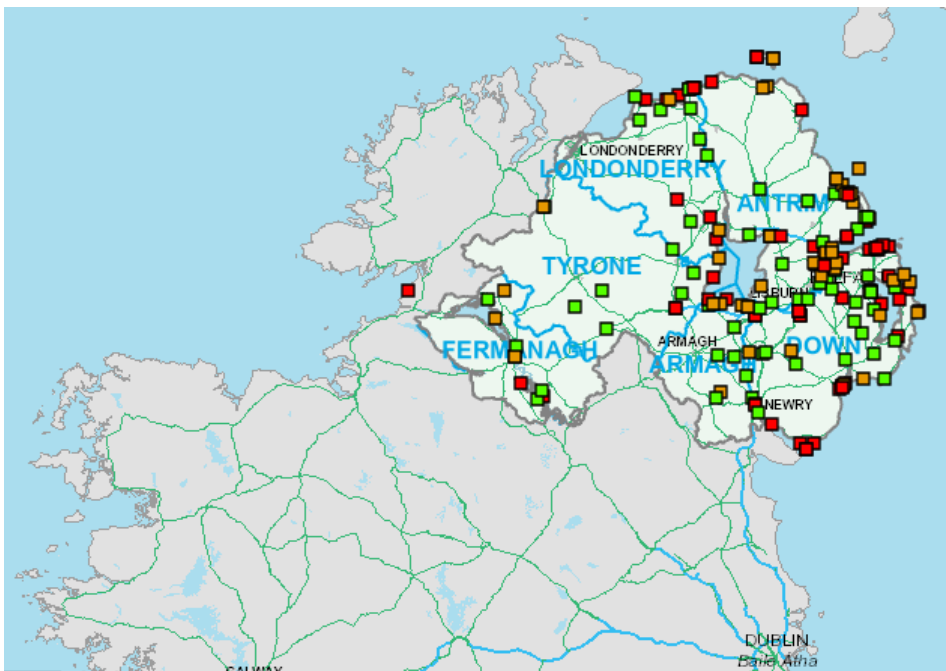 LONDONDERRY
LONDONDERRY
ANTRIM
TYRONE
LISBURN
ARMAGH
DOWN
FERMANAGH
ARMAGH
NEWRY
DUBLIN
Baile Átha